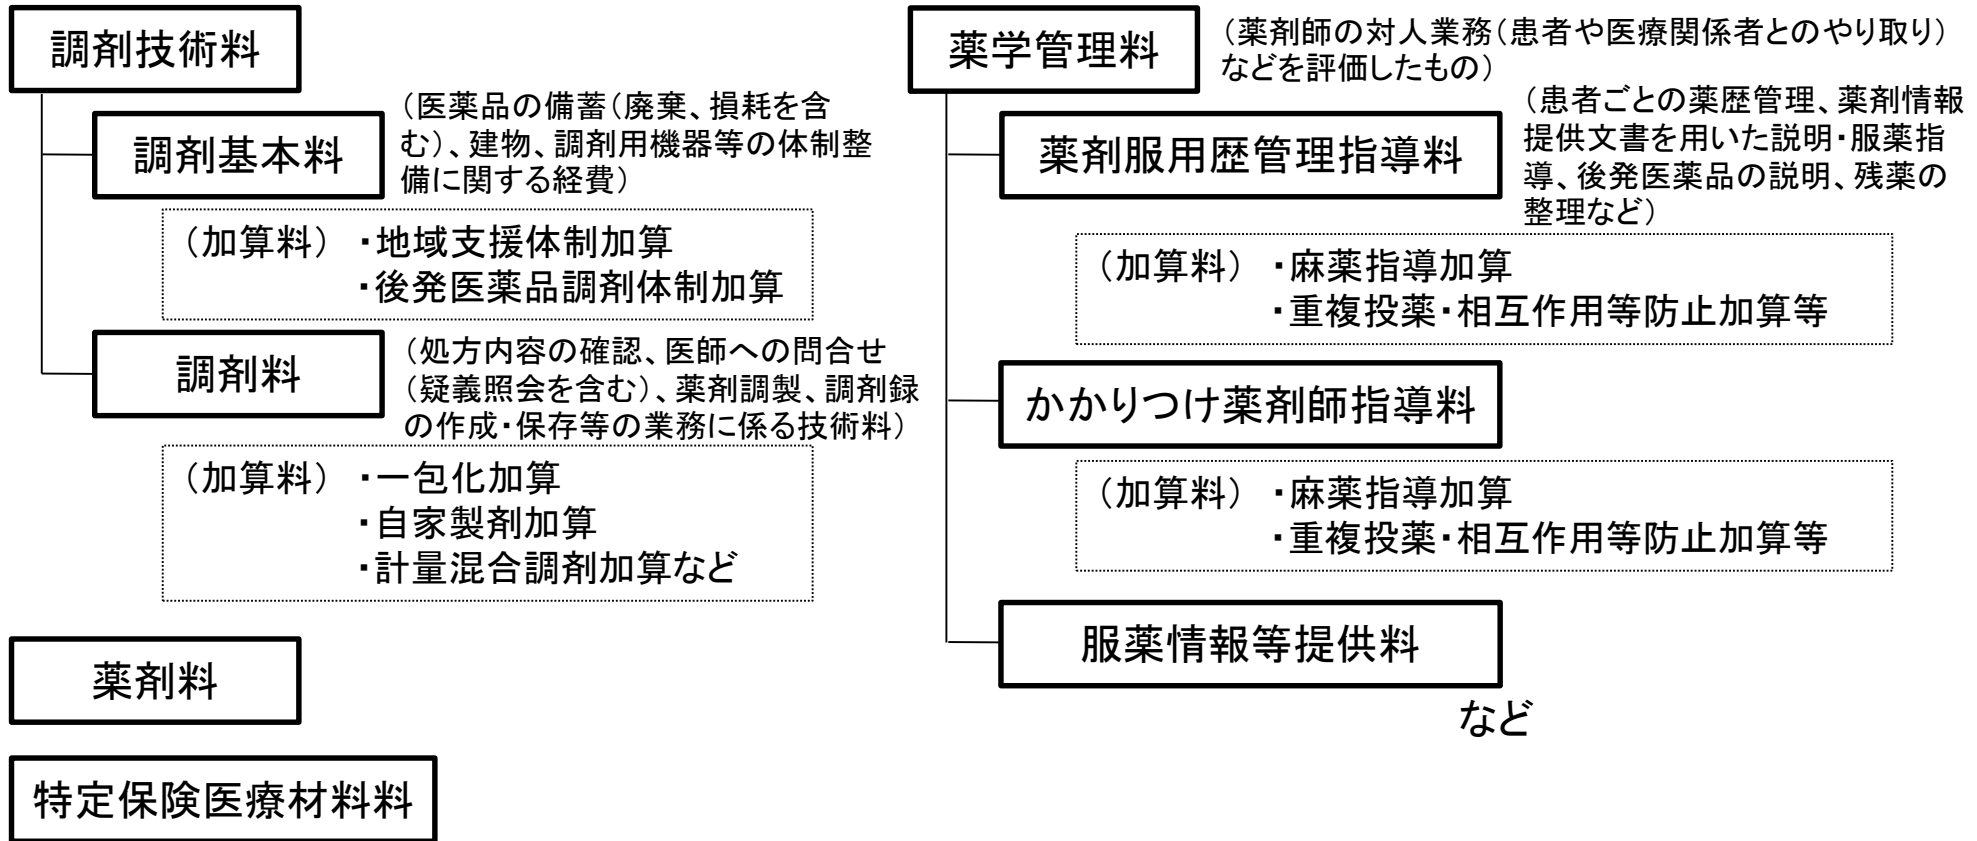 調剤技術料
調剤基本料
（医薬品の備蓄（廃棄、損耗を含
む）、建物、調剤用機器等の体制整
備に関する経費）
（加算料）・地域支援体制加算
・後発医薬品調剤体制加算
調剤料
（処方内容の確認、医師への問合せ
（疑義照会を含む）、薬剤調製、調剤録
の作成・保存等の業務に係る技術料）
（加算料）・一包化加算
・自家製剤加算
・計量混合調剤加算など
薬剤料
特定保険医療材料料
薬学管理料
（薬剤師の対人業務（患者や医療関係者とのやり取り）
などを評価したもの）
薬剤服用歴管理指導料
（患者ごとの薬歴管理、薬剤情報
提供文書を用いた説明・服薬指
導、後発医薬品の説明、残薬の
整理など）
（加算料）・麻薬指導加算
・重複投薬・相互作用等防止加算等
かかりつけ薬剤師指導料
（加算料）・麻薬指導加算
・重複投薬・相互作用等防止加算等
服薬情報等提供料
など